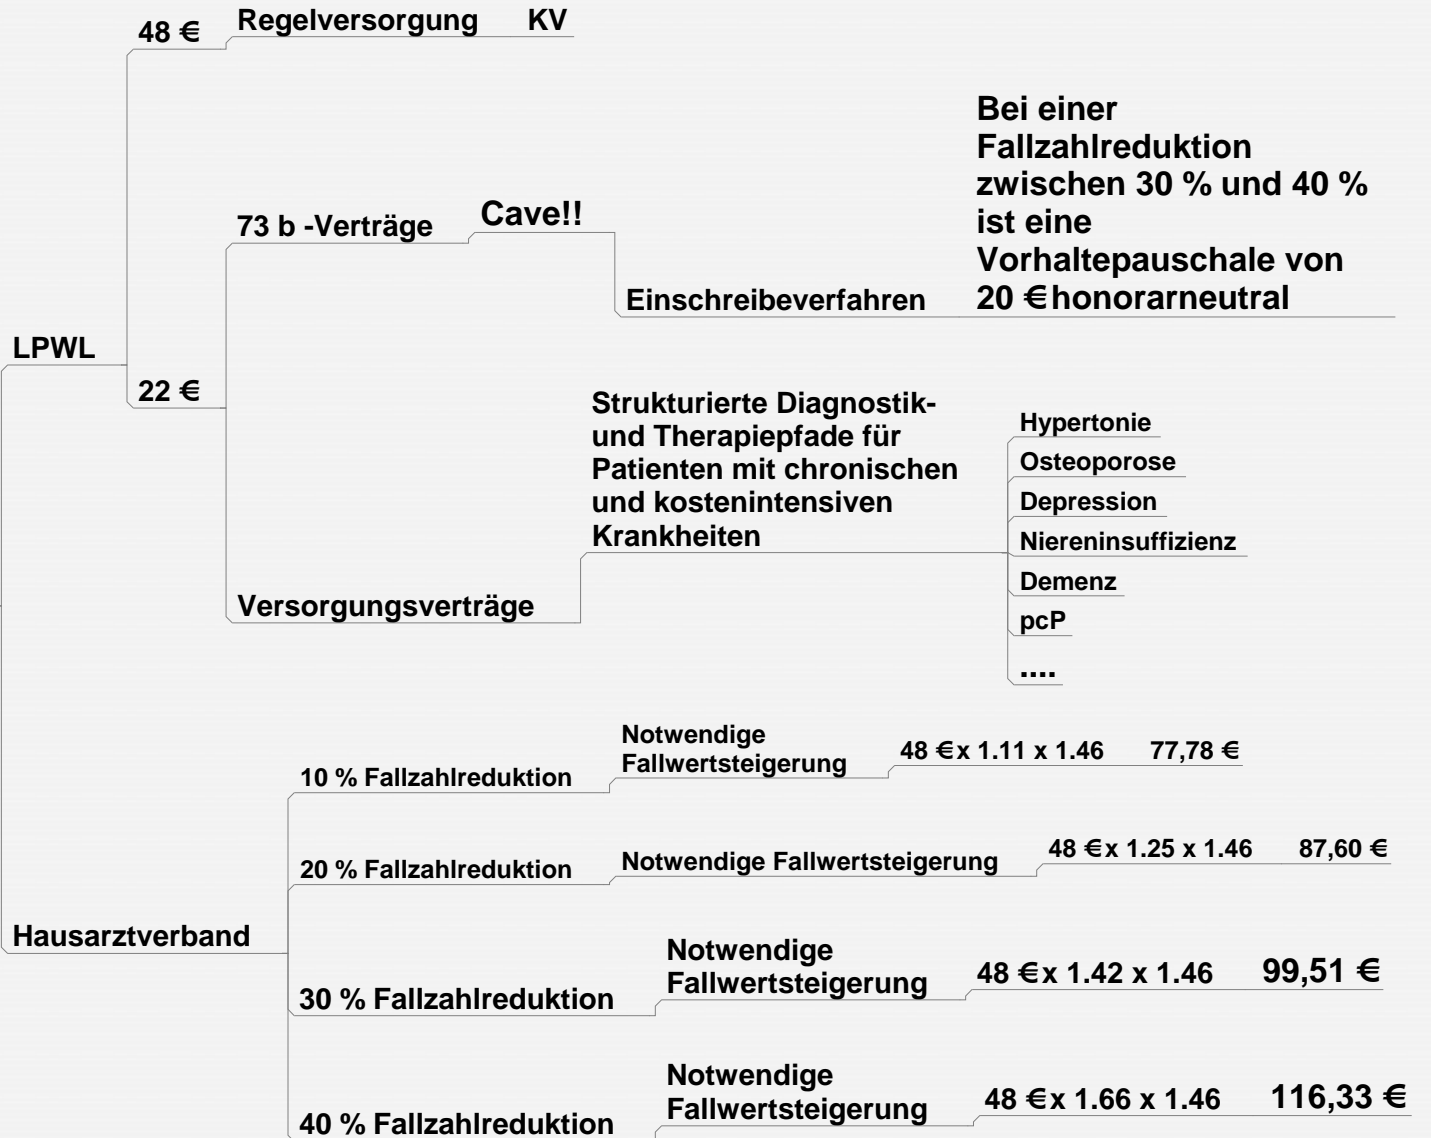 48 €
Regelversorgung KV
Bei einer
Fallzahlreduktion
zwischen 30 % und 40 %
ist eine
Vorhaltepauschale von
20 € honorarneutral
73 b -Verträge
Cave!!
Einschreibeverfahren
LPWL
22 €
Strukturierte Diagnostik-
und Therapiepfade für
Patienten mit chronischen
und kostenintensiven
Krankheiten
Hypertonie
Osteoporose
Depression
Niereninsuffizienz
Demenz
pcP
....
Versorgungsverträge
Hausarztverband
10 % Fallzahlreduktion
Notwendige
Fallwertsteigerung
48 € x 1.11 x 1.46 77,78 €
20 % Fallzahlreduktion
Notwendige Fallwertsteigerung
48 € x 1.25 x 1.46 87,60 €
30 % Fallzahlreduktion
Notwendige
Fallwertsteigerung
48 € x 1.42 x 1.46 99,51 €
40 % Fallzahlreduktion
Notwendige
Fallwertsteigerung
48 € x 1.66 x 1.46 116,33 €